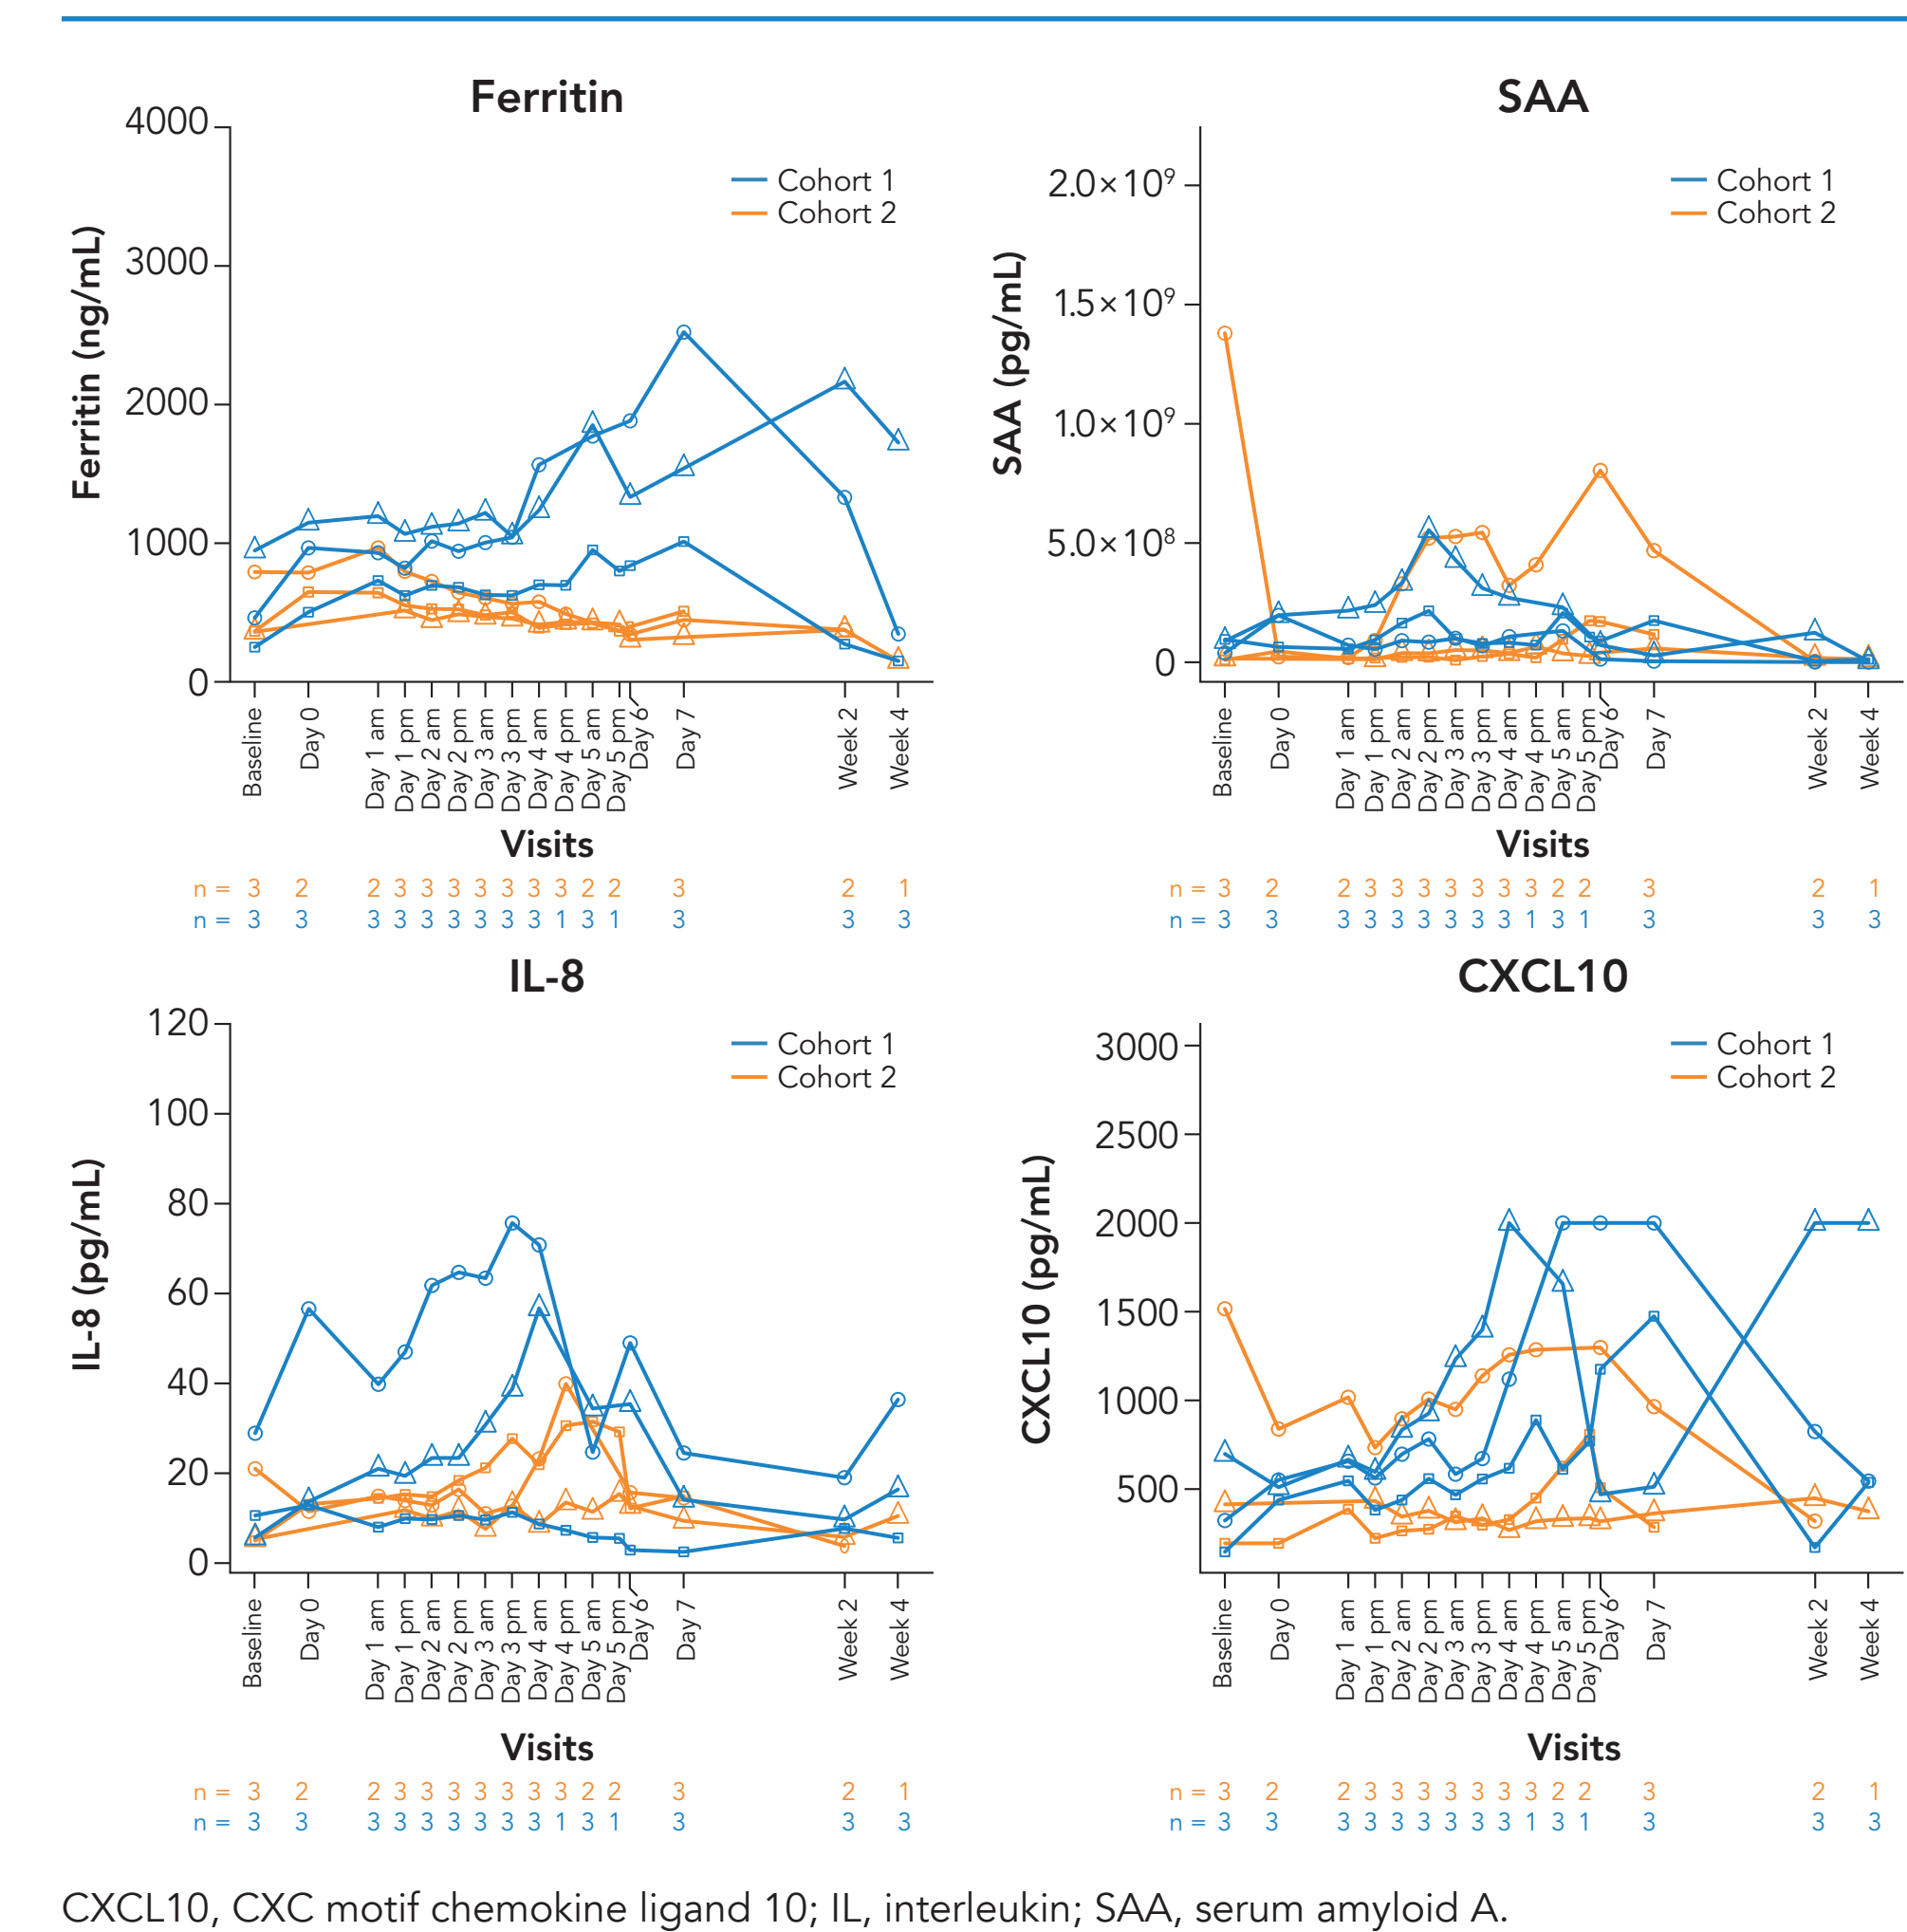 Ferritin
4000
3000
2000
1000
0
Ferritin (ng/mL)
Cohort 1
Cohort 2
Baseline
Day 0
Day 1 am
Day 1 pm
Day 2 am
Day 2 pm
Day 3 am
Day 3 pm
Day 4 am
Day 4 pm
Day 5 am
Day 5 pm
Day 6
Day 7
Week 2
Week 4
Visits
n = 3 2 2 3 3 3 3 3 3 3 2 2 3 2 1
n = 3 3 3 3 3 3 3 3 3 1 3 1 3 3 3
SAA
2.0×10⁹
1.5×10⁹
1.0×10⁹
5.0×10⁸
0
SAA (pg/mL)
Cohort 1
Cohort 2
Baseline
Day 0
Day 1 am
Day 1 pm
Day 2 am
Day 2 pm
Day 3 am
Day 3 pm
Day 4 am
Day 4 pm
Day 5 am
Day 5 pm
Day 6
Day 7
Week 2
Week 4
Visits
n = 3 2 2 3 3 3 3 3 3 3 2 2 3 2 1
n = 3 3 3 3 3 3 3 3 3 1 3 1 3 3 3
IL-8
120
100
80
60
40
20
0
IL-8 (pg/mL)
Cohort 1
Cohort 2
Baseline
Day 0
Day 1 am
Day 1 pm
Day 2 am
Day 2 pm
Day 3 am
Day 3 pm
Day 4 am
Day 4 pm
Day 5 am
Day 5 pm
Day 6
Day 7
Week 2
Week 4
Visits
n = 3 2 2 3 3 3 3 3 3 3 2 2 3 2 1
n = 3 3 3 3 3 3 3 3 3 1 3 1 3 3 3
CXCL10
3000
2500
2000
1500
1000
500
CXCL10 (pg/mL)
Cohort 1
Cohort 2
Baseline
Day 0
Day 1 am
Day 1 pm
Day 2 am
Day 2 pm
Day 3 am
Day 3 pm
Day 4 am
Day 4 pm
Day 5 am
Day 5 pm
Day 6
Day 7
Week 2
Week 4
Visits
n = 3 2 2 3 3 3 3 3 3 3 2 2 3 2 1
n = 3 3 3 3 3 3 3 3 3 1 3 1 3 3 3
CXCL10, CXC motif chemokine ligand 10; IL, interleukin; SAA, serum amyloid A.